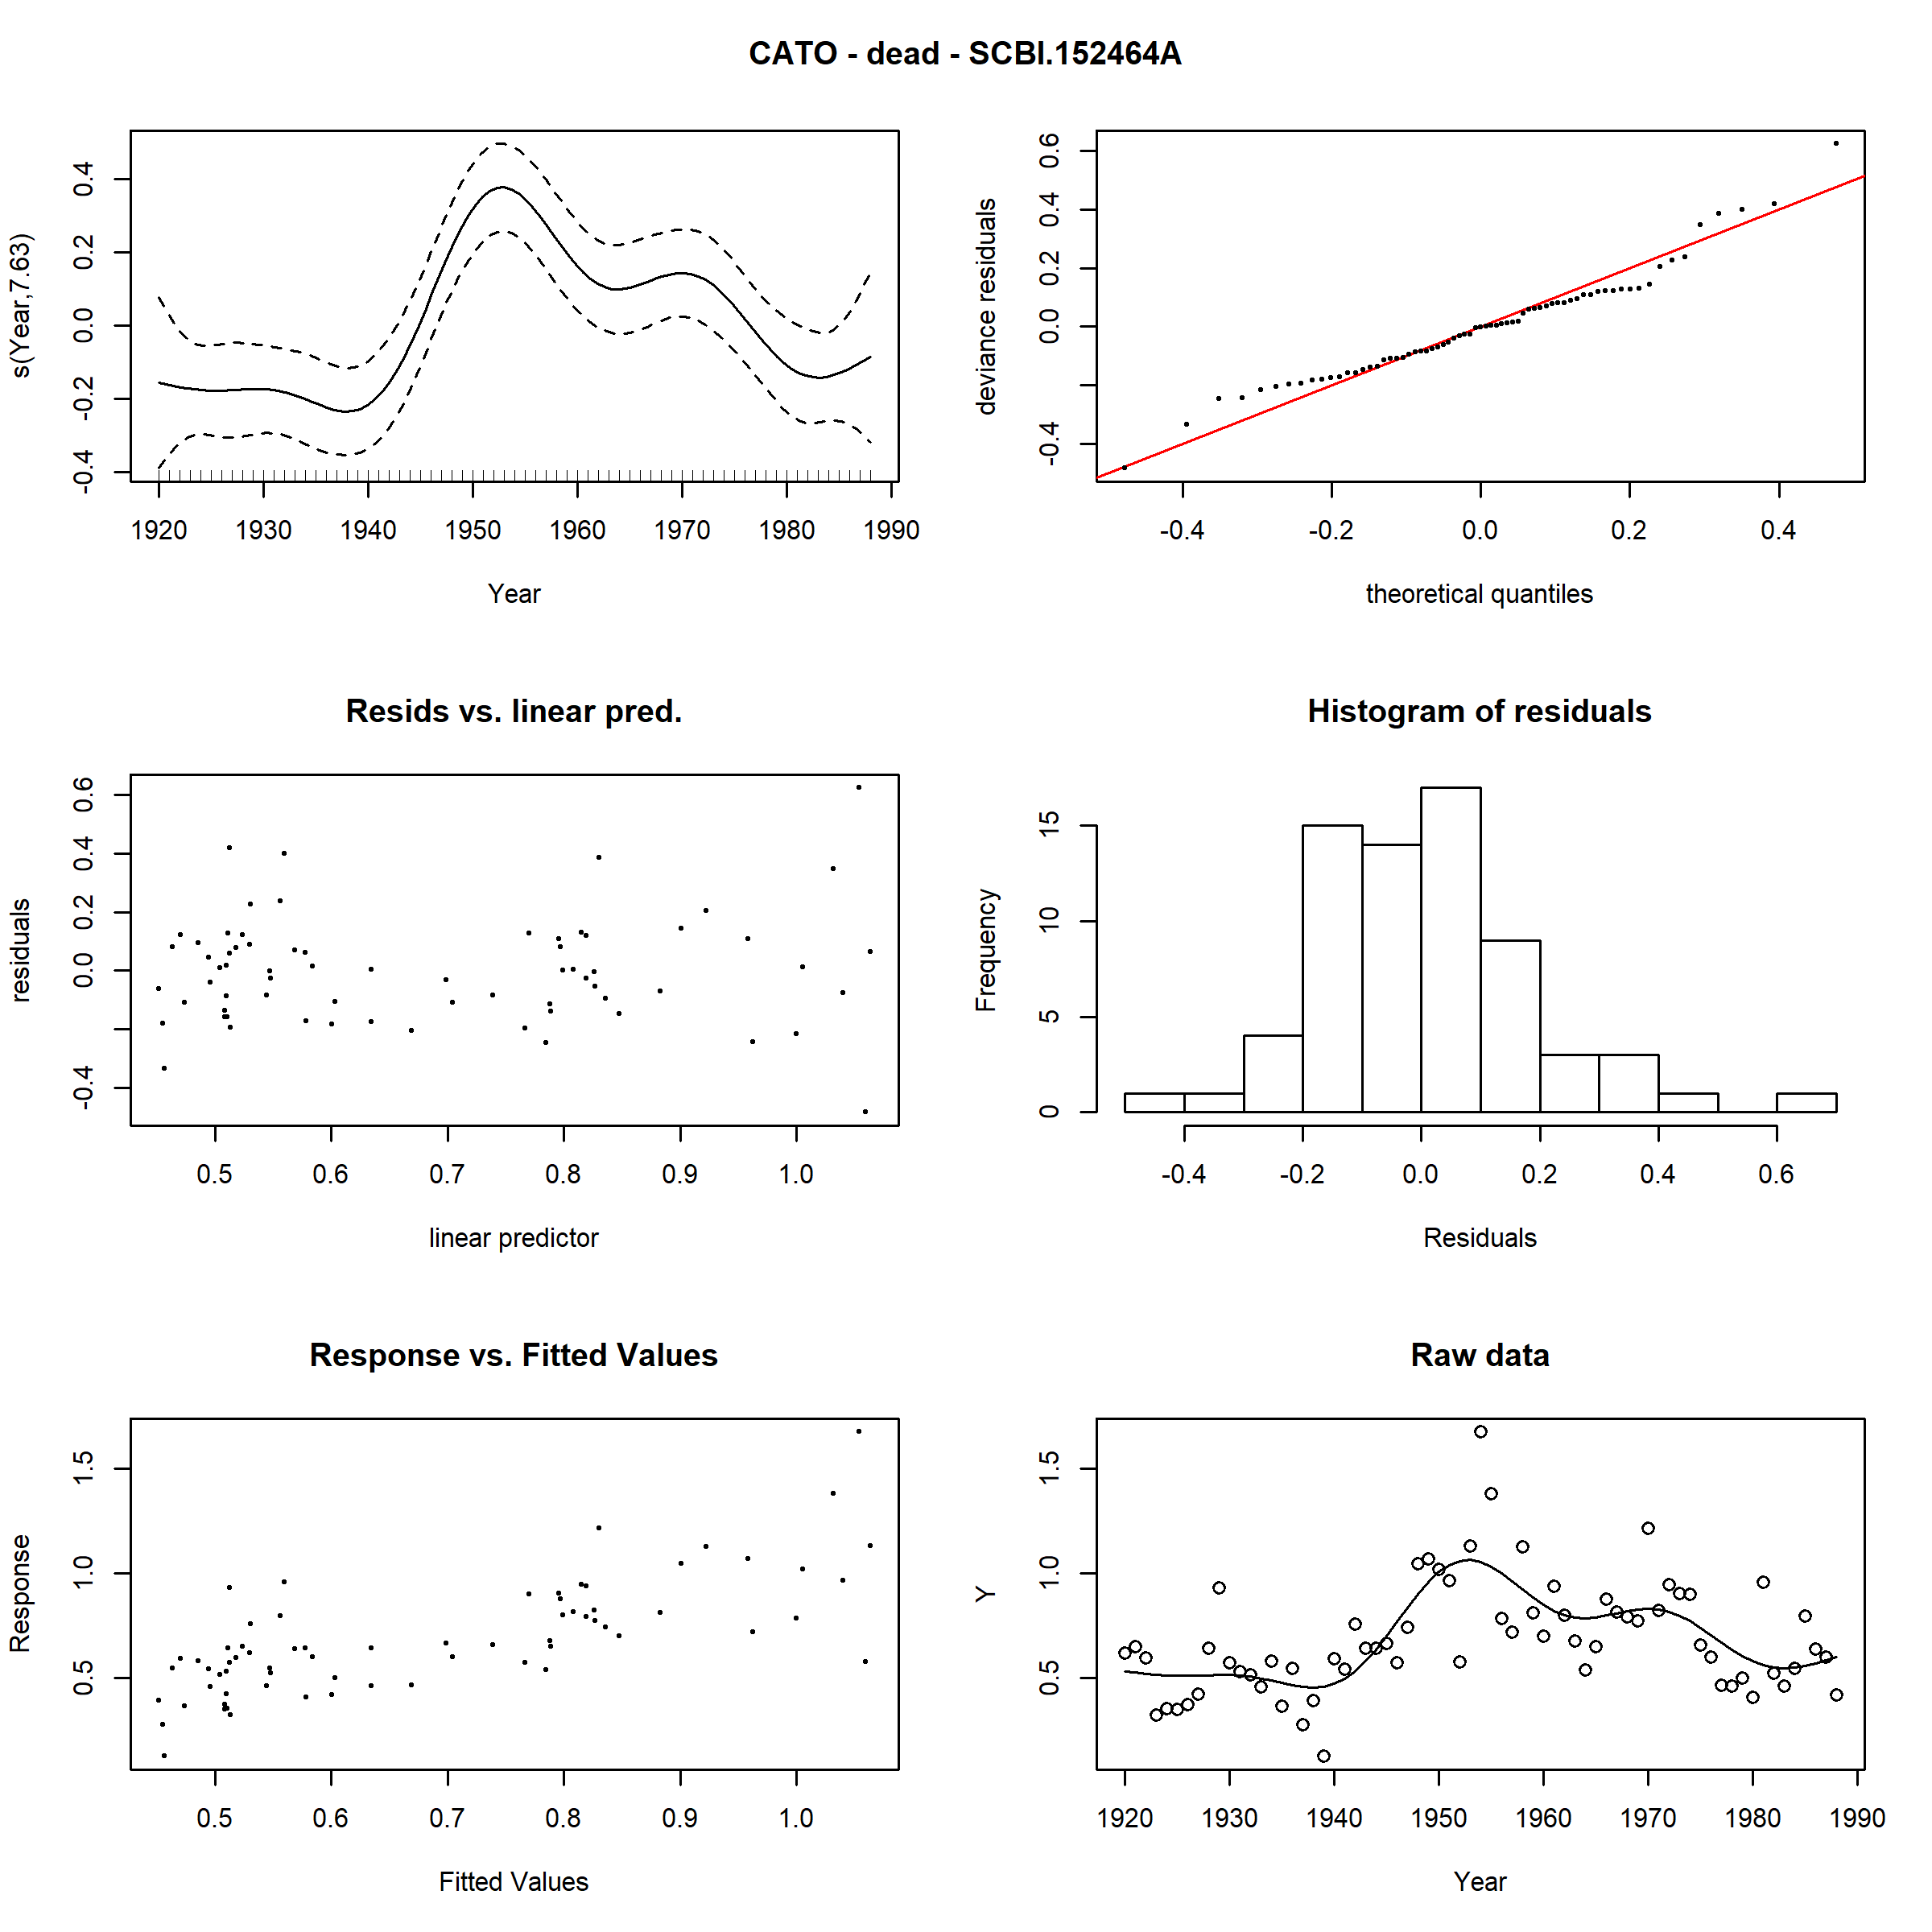 CATO - dead - SCBI.152464A
s(Year,7.63)
-0.4 -0.2 0.0 0.2 0.4
1920 1930 1940 1950 1960 1970 1980 1990
Year
deviance residuals
-0.4 0.0 0.2 0.4 0.6
-0.4 -0.2 0.0 0.2 0.4
theoretical quantiles
Resids vs. linear pred.
residuals
-0.4 0.0 0.2 0.4 0.6
0.5 0.6 0.7 0.8 0.9 1.0
linear predictor
Histogram of residuals
Frequency
0 5 10 15
-0.4 -0.2 0.0 0.2 0.4 0.6
Residuals
Response vs. Fitted Values
Response
0.5 1.0 1.5
0.5 0.6 0.7 0.8 0.9 1.0
Fitted Values
Raw data
Y
0.5 1.0 1.5
1920 1930 1940 1950 1960 1970 1980 1990
Year